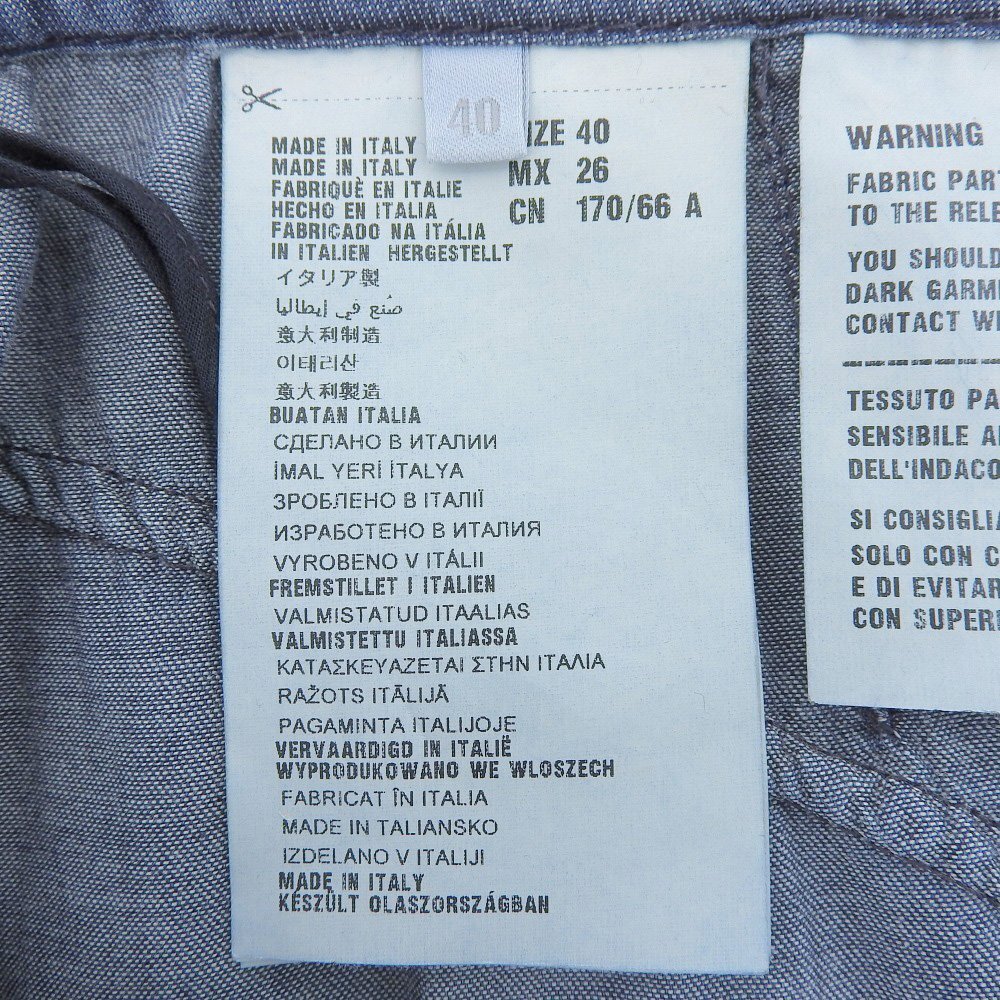 40
MADE IN ITALY
MADE IN ITALY
FABRIQUÈ EN ITALIE
HECHO EN ITALIA
FABRICADO NA ITÁLIA
IN ITALIEN HERGESTELLT
イタリア製
صنع في إيطاليا
意大利制造
이태리산
意大利製造
BUATAN ITALIA
СДЕЛАНО В ИТАЛИИ
İMAL YERİ İTALYA
ЗРОБЛЕНО В ІТАЛІЇ
ИЗРАБОТЕНО В ИТАЛИЯ
VYROBENO V ITÁLII
FREMSTILLET I ITALIEN
VALMISTATUD ITAALIAS
VALMISTETTU ITALIASSA
ΚΑΤΑΣΚΕΥΑΖΕΤΑΙ ΣΤΗΝ ΙΤΑΛΙΑ
RAŽOTS ITĀLIJĀ
PAGAMINTA ITALIJOJE
VERVAARDIGD IN ITALIË
WYPRODUKOWANO WE WLOSZECH
FABRICAT ÎN ITALIA
MADE IN TALIANSKO
IZDELANO V ITALIJI
MADE IN ITALY
KÉSZÜLT OLASZORSZÁGBAN
IZE 40
MX 26
CN 170/66 A
WARNING
FABRIC PAR
TO THE RELE
YOU SHOULD
DARK GARM
CONTACT W
TESSUTO PA
SENSIBILE A
DELL'INDACO
SI CONSIGLIA
SOLO CON C
E DI EVITAR
CON SUPER